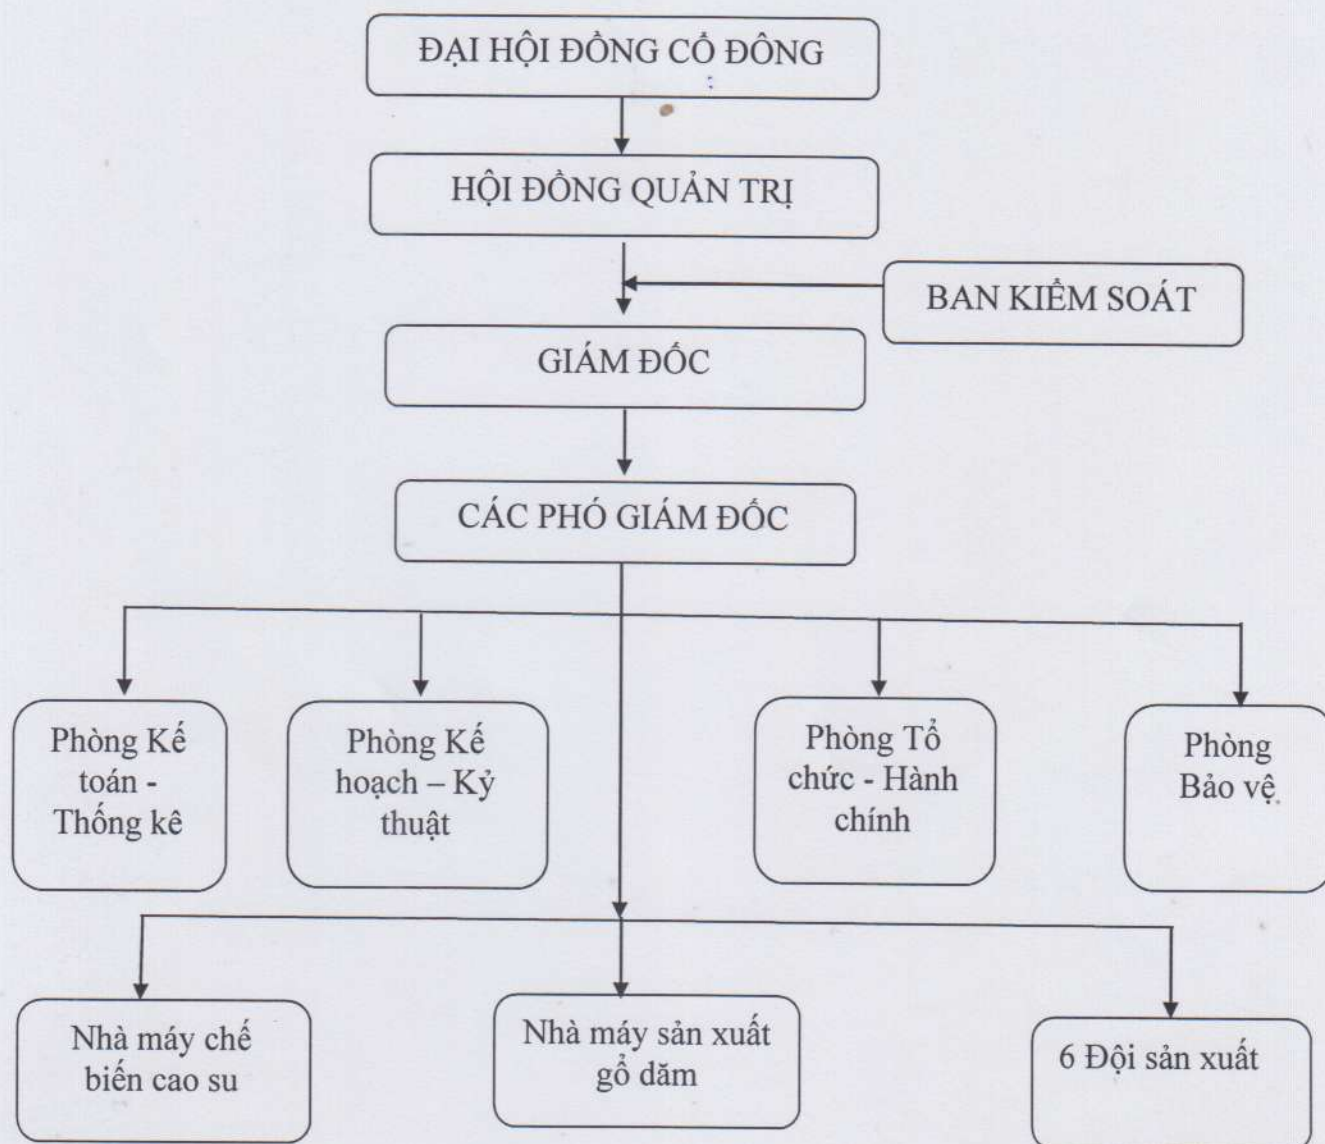 ĐẠI HỘI ĐỒNG CỔ ĐÔNG
HỘI ĐỒNG QUẢN TRỊ
BAN KIỂM SOÁT
GIÁM ĐỐC
CÁC PHÓ GIÁM ĐỐC
Phòng Kế
toán -
Thống kê
Phòng Kế
hoạch – Kỷ
thuật
Phòng Tổ
chức - Hành
chính
Phòng
Bảo vệ
Nhà máy chế
biến cao su
Nhà máy sản xuất
gổ dăm
6 Đội sản xuất